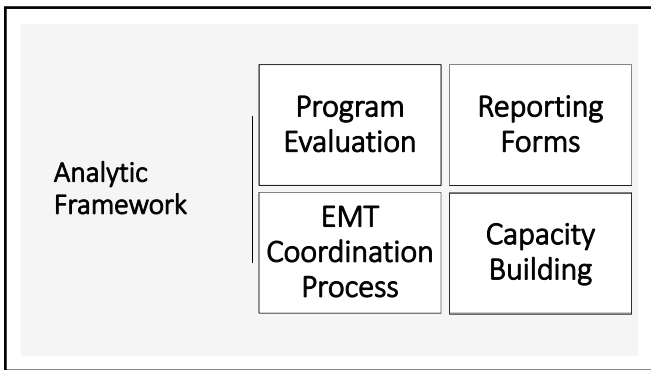 Analytic
Framework
Program
Evaluation
Reporting
Forms
EMT
Coordination
Process
Capacity
Building